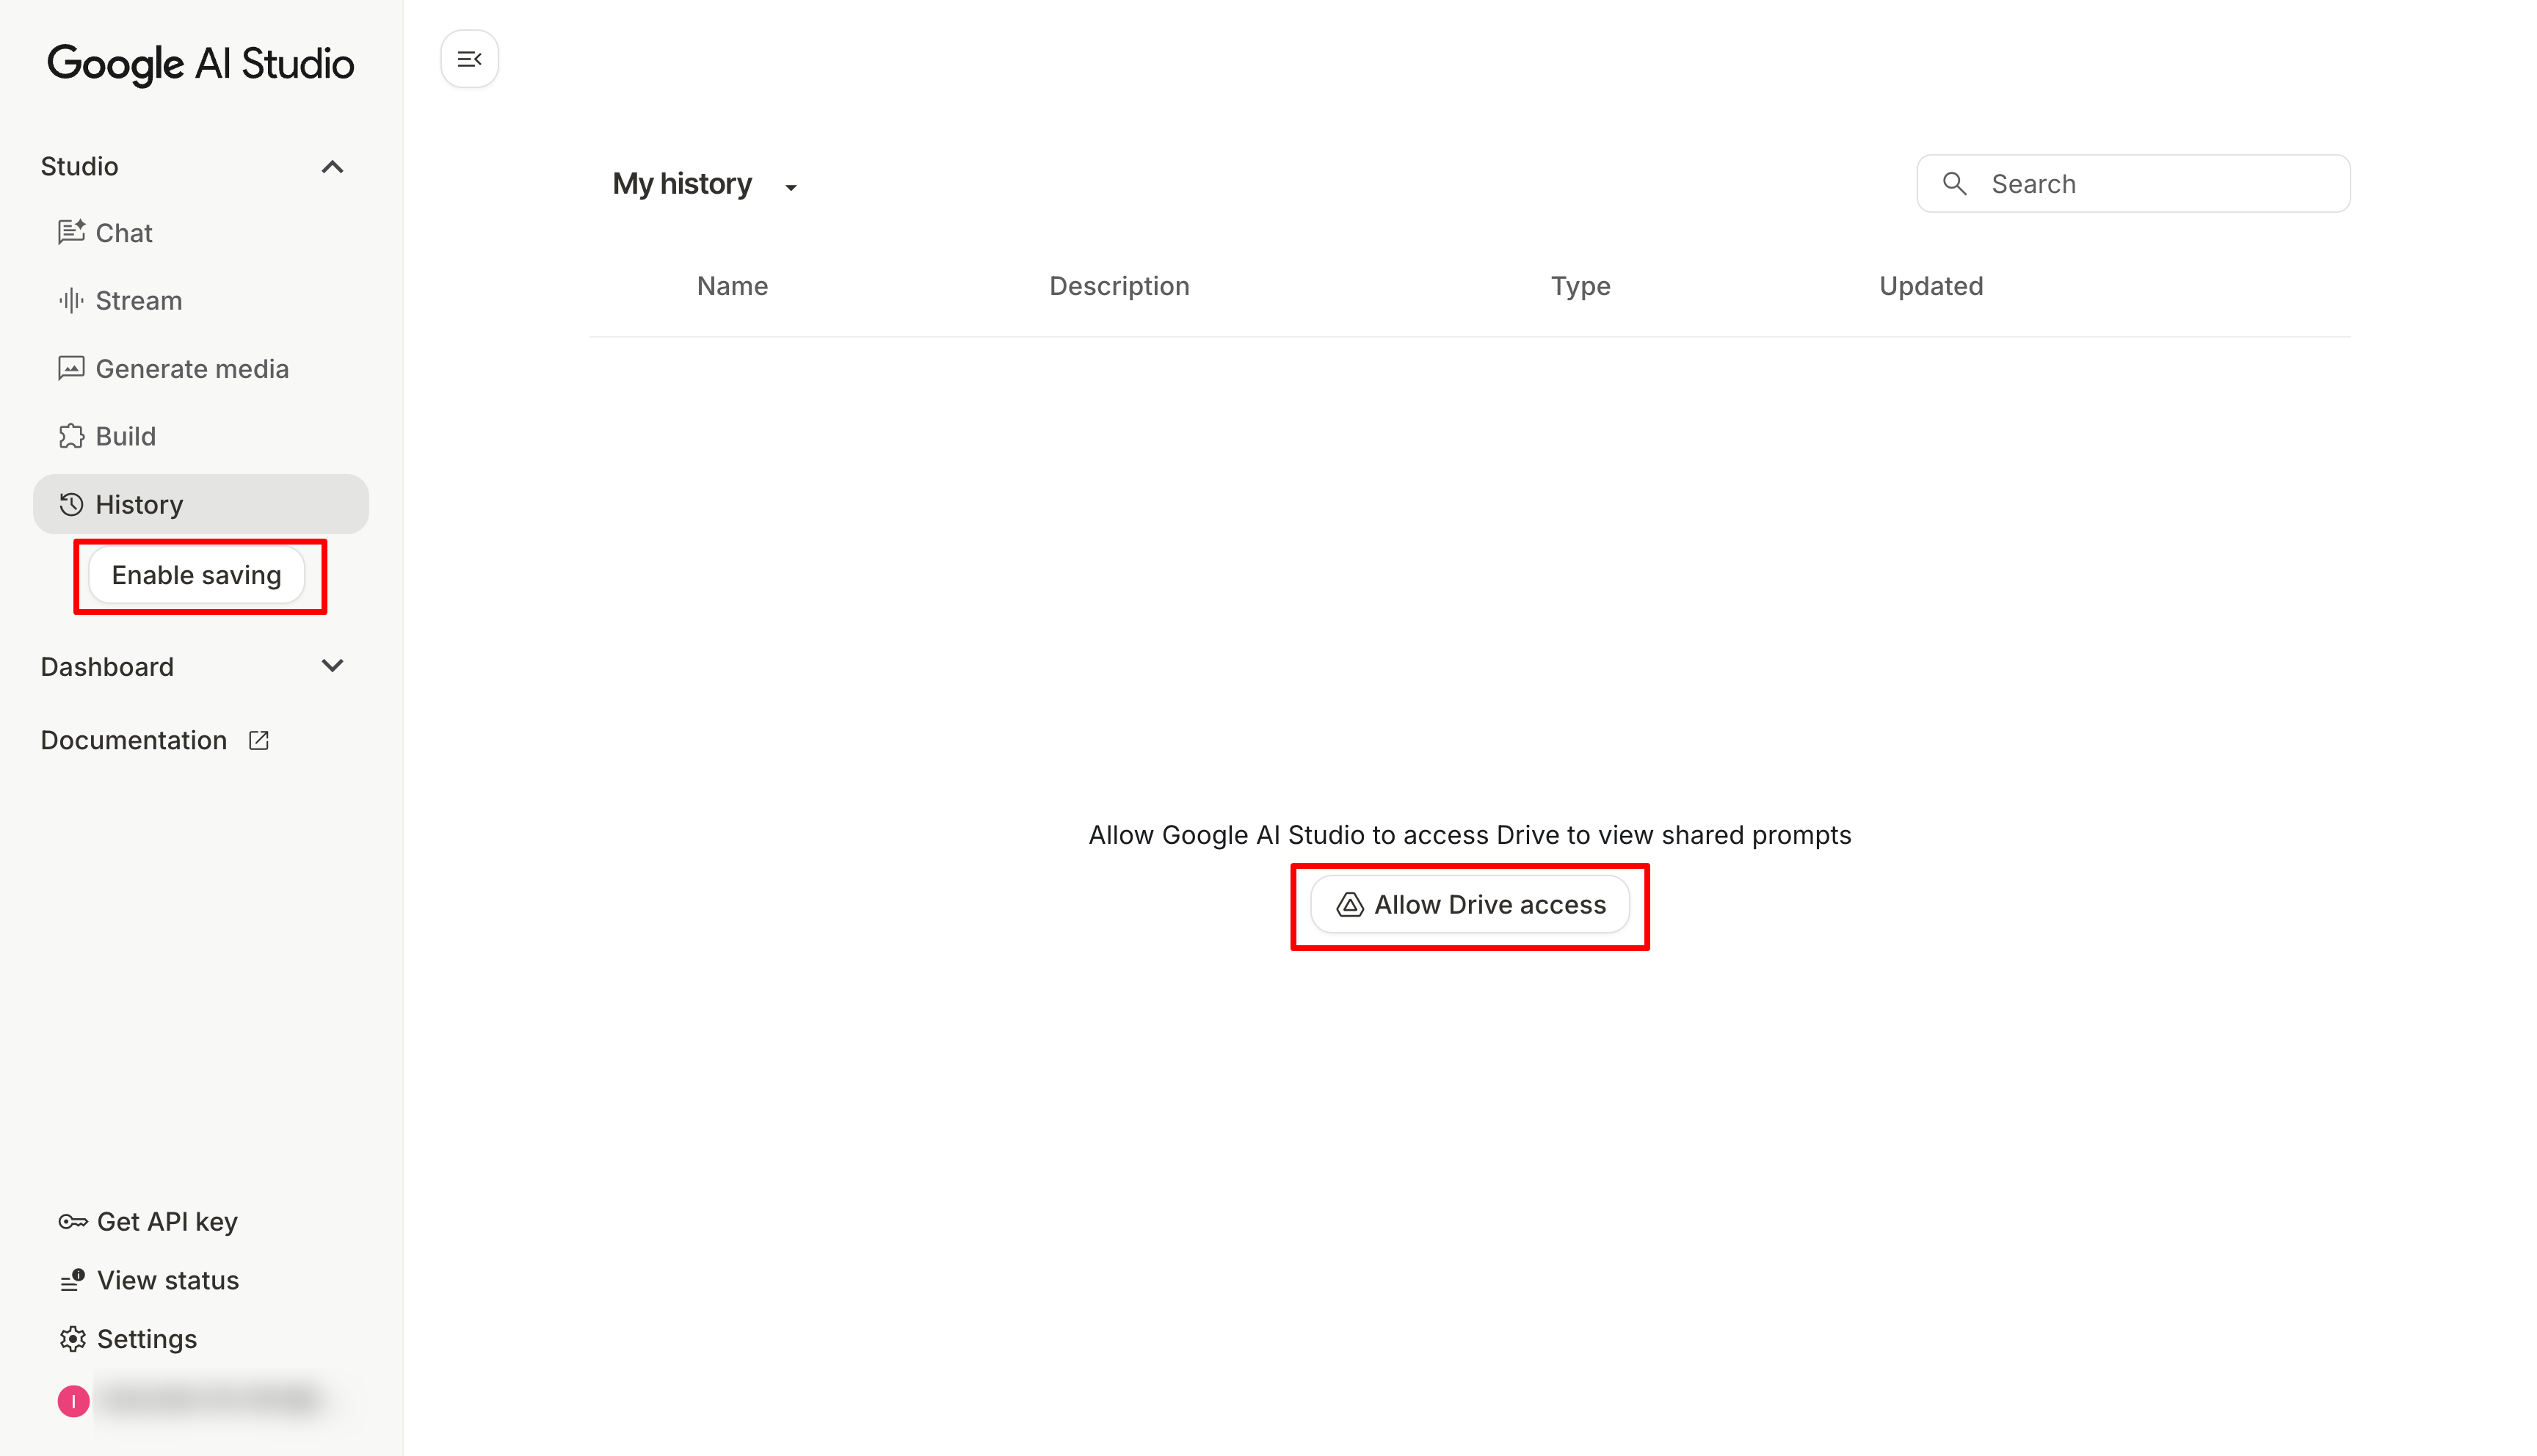 Google AI Studio
Studio
Chat
Stream
Generate media
Build
History
Enable saving
Dashboard
Documentation
Get API key
View status
Settings
I
My history
Search
Name Description Type Updated
Allow Google AI Studio to access Drive to view shared prompts
Allow Drive access